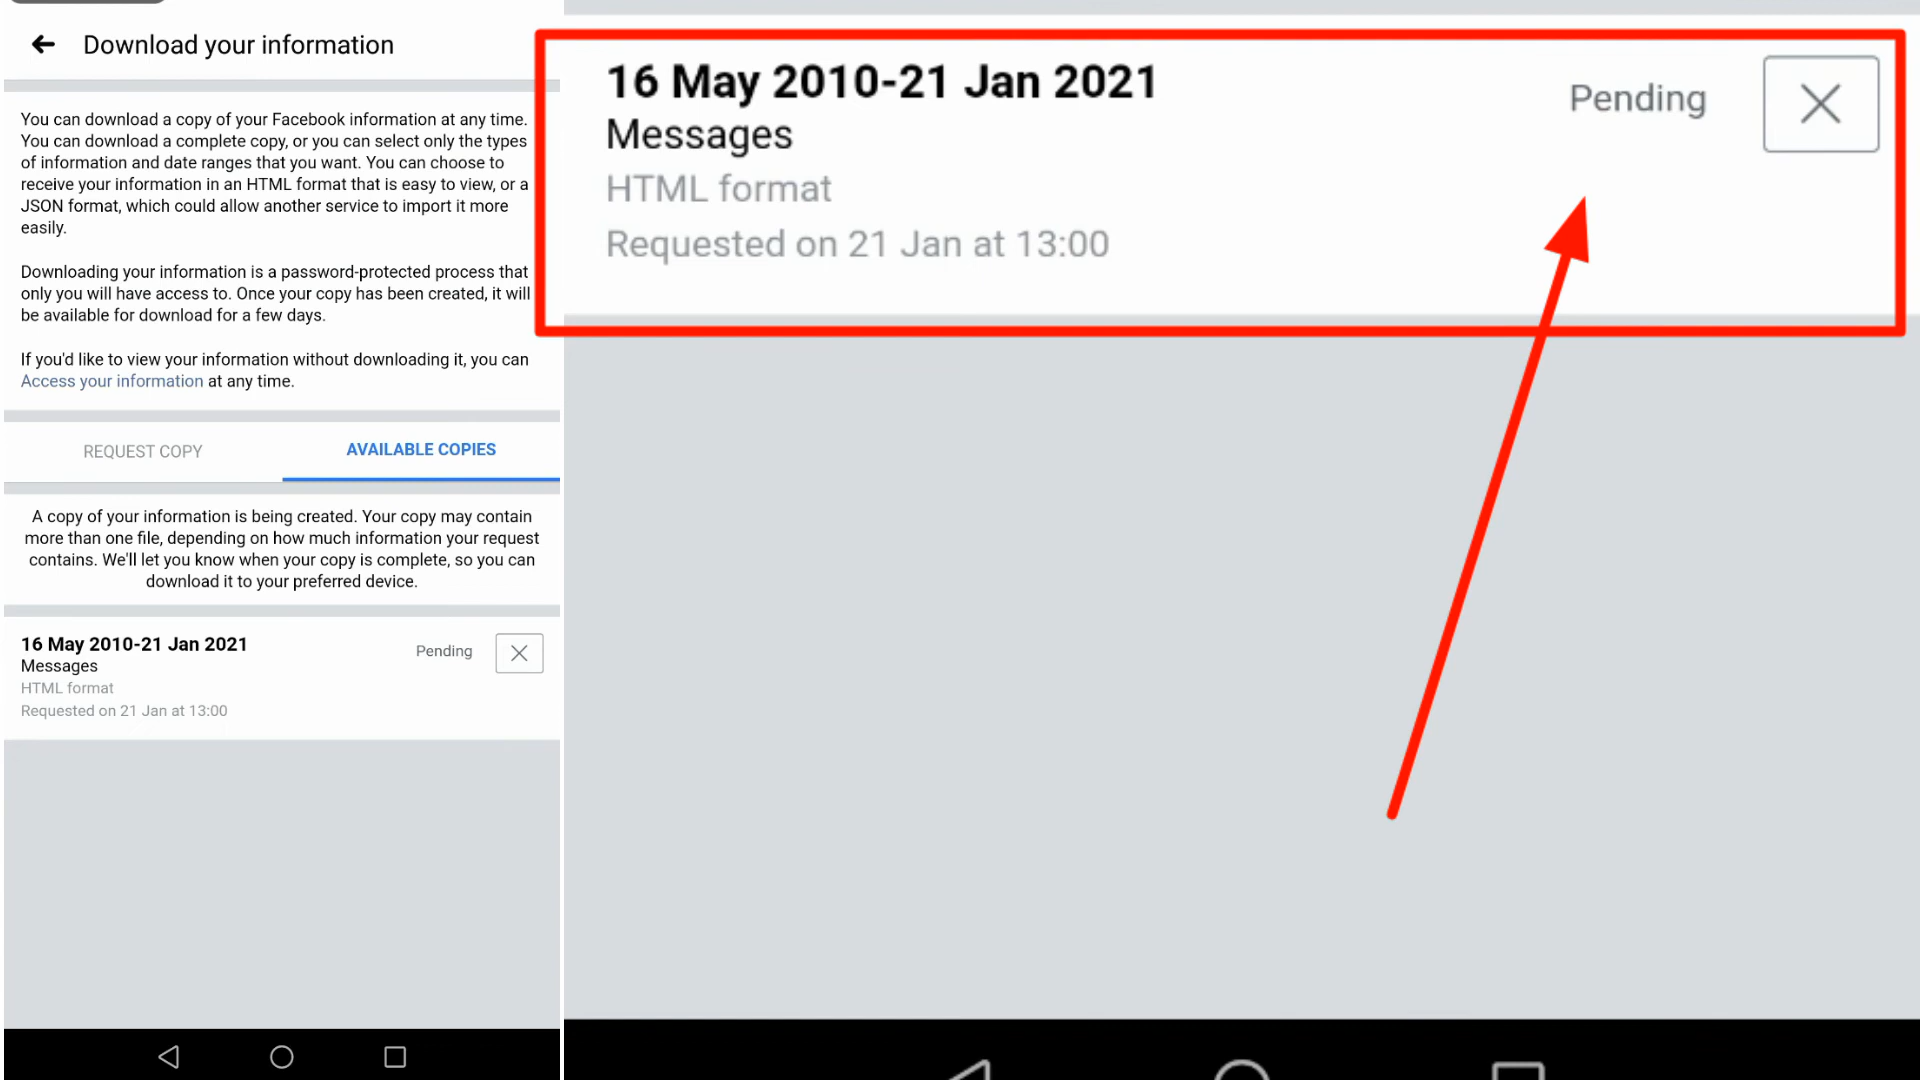 Download your information
You can download a copy of your Facebook information at any time.
You can download a complete copy, or you can select only the types
of information and date ranges that you want. You can choose to
receive your information in an HTML format that is easy to view, or a
JSON format, which could allow another service to import it more
easily.
Downloading your information is a password-protected process that
only you will have access to. Once your copy has been created, it will
be available for download for a few days.
If you'd like to view your information without downloading it, you can
Access your information at any time.
REQUEST COPY
AVAILABLE COPIES
A copy of your information is being created. Your copy may contain
more than one file, depending on how much information your request
contains. We'll let you know when your copy is complete, so you can
download it to your preferred device.
16 May 2010-21 Jan 2021
Pending
Messages
HTML format
Requested on 21 Jan at 13:00
16 May 2010-21 Jan 2021
Pending
Messages
HTML format
Requested on 21 Jan at 13:00